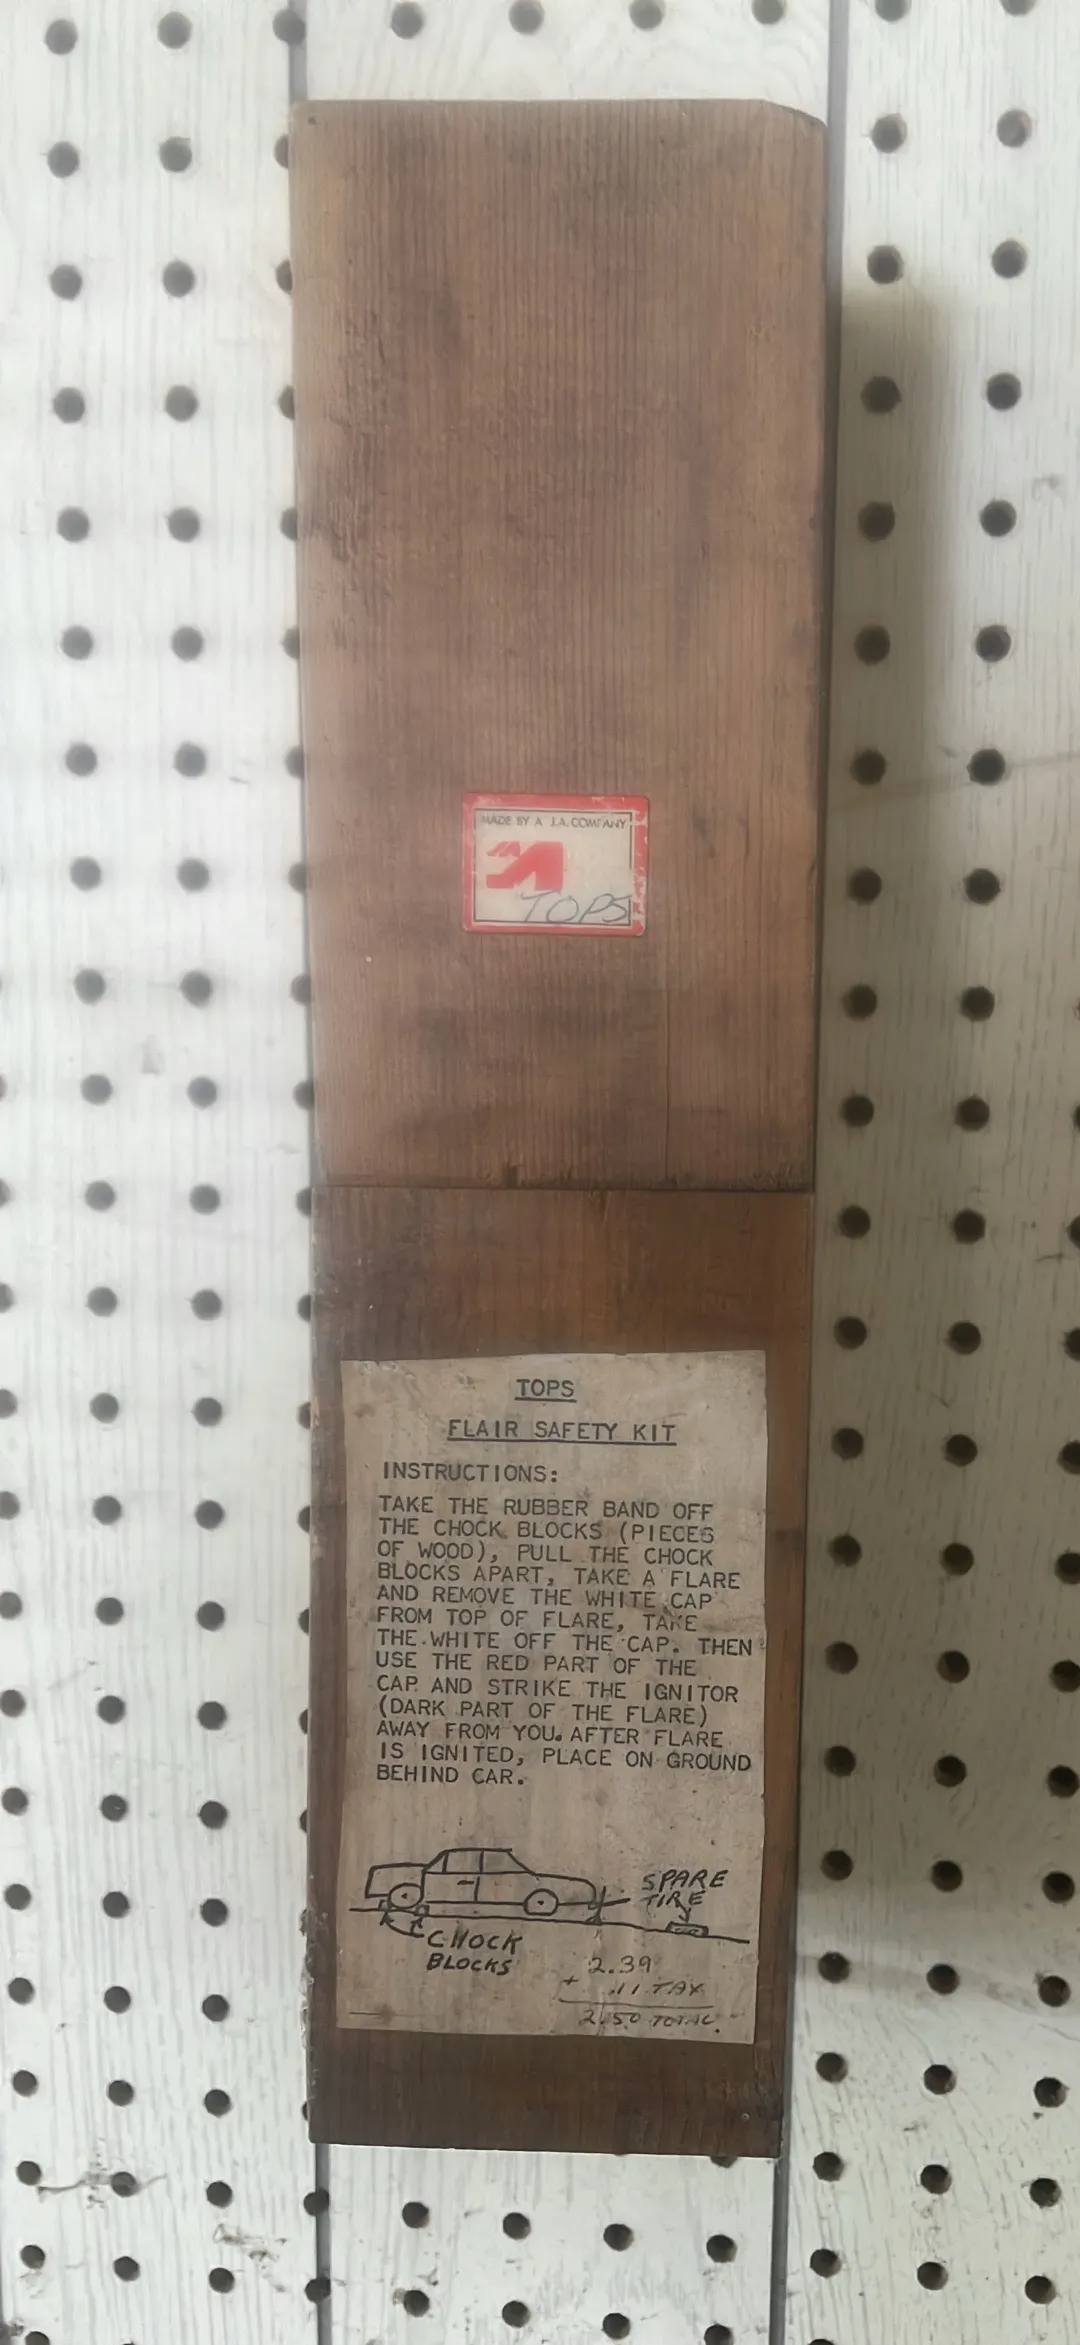 MADE BY A J.A. COMPANY
TOPS
TOPS
FLAIR SAFETY KIT
INSTRUCTIONS:
TAKE THE RUBBER BAND OFF
THE CHOCK BLOCKS (PIECES
OF WOOD), PULL THE CHOCK
BLOCKS APART, TAKE A FLARE
AND REMOVE THE WHITE CAP
FROM TOP OF FLARE, TAKE
THE WHITE OFF THE CAP. THEN
USE THE RED PART OF THE
CAP AND STRIKE THE IGNITOR
(DARK PART OF THE FLARE)
AWAY FROM YOU. AFTER FLARE
IS IGNITED, PLACE ON GROUND
BEHIND CAR.
SPARE
TIRE
CHOCK
BLOCKS
2.39
+ .11 TAX
2.50 TOTAL